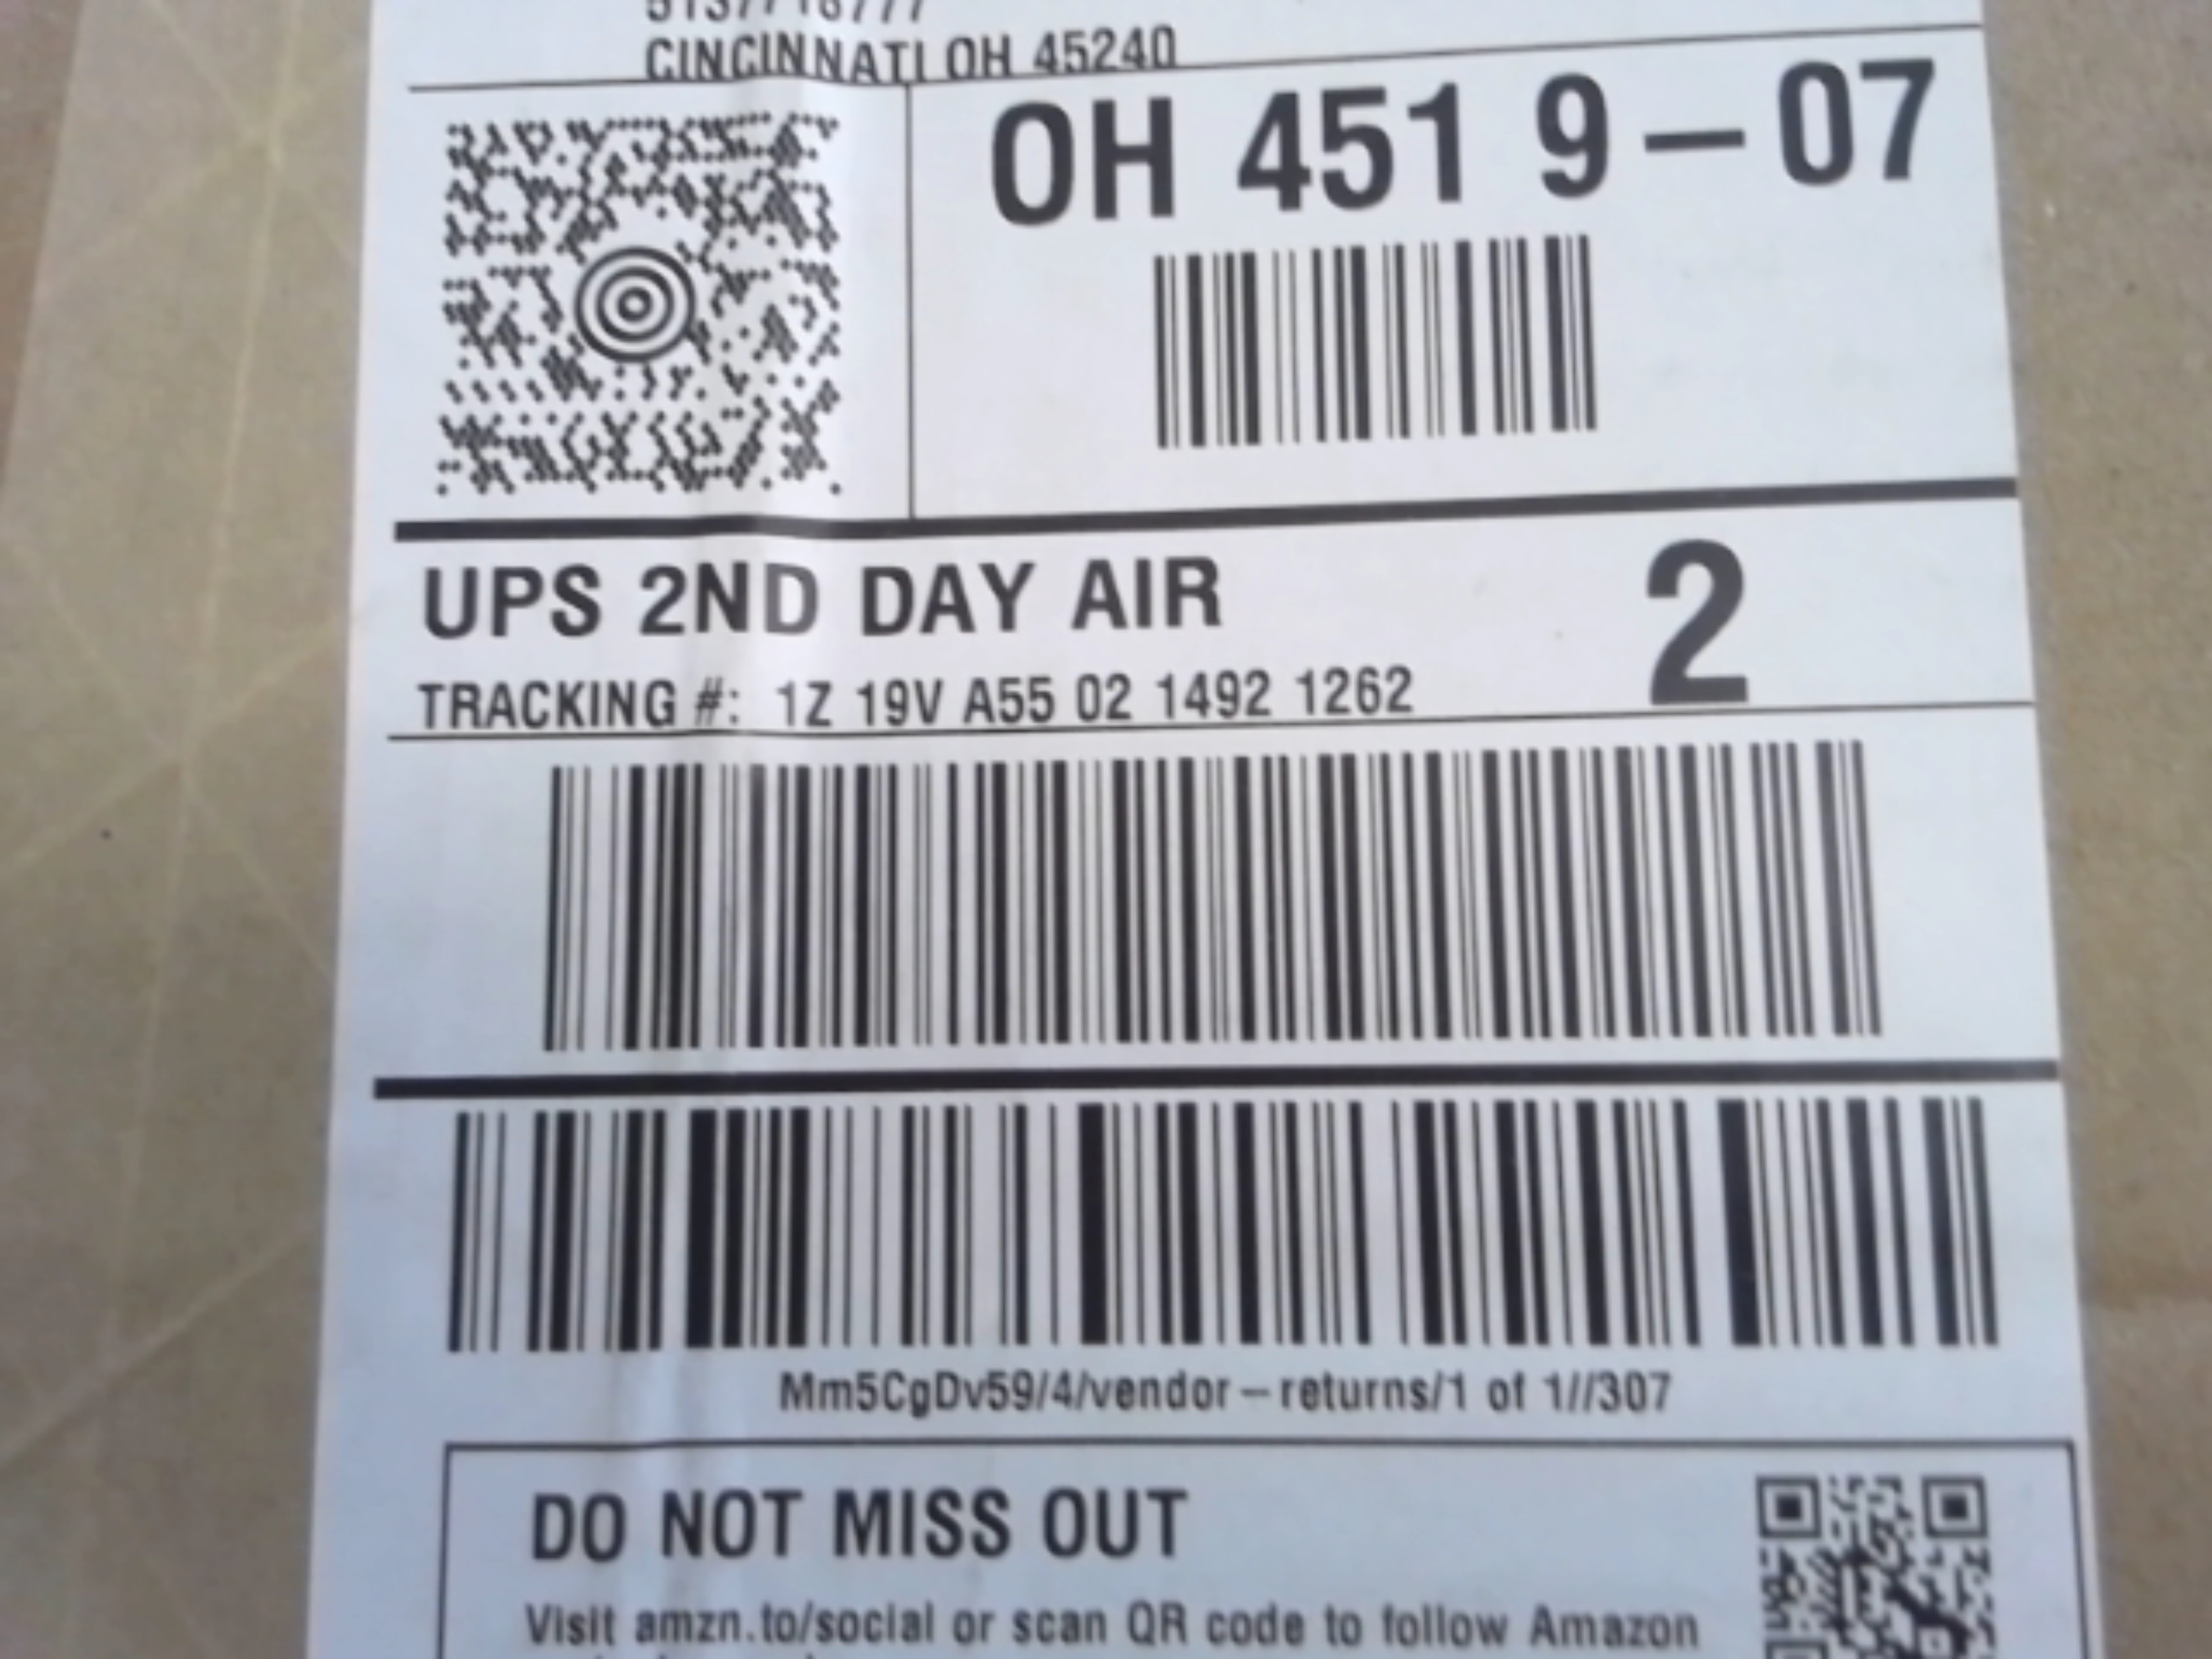 CINCINNATI OH 45240
OH 451 9-07
UPS 2ND DAY AIR
2
TRACKING #: 1Z 19V A55 02 1492 1262
Mm5CgDv59/4/vendor-returns/1 of 1//307
DO NOT MISS OUT
Visit amzn.to/social or scan QR code to follow Amazon